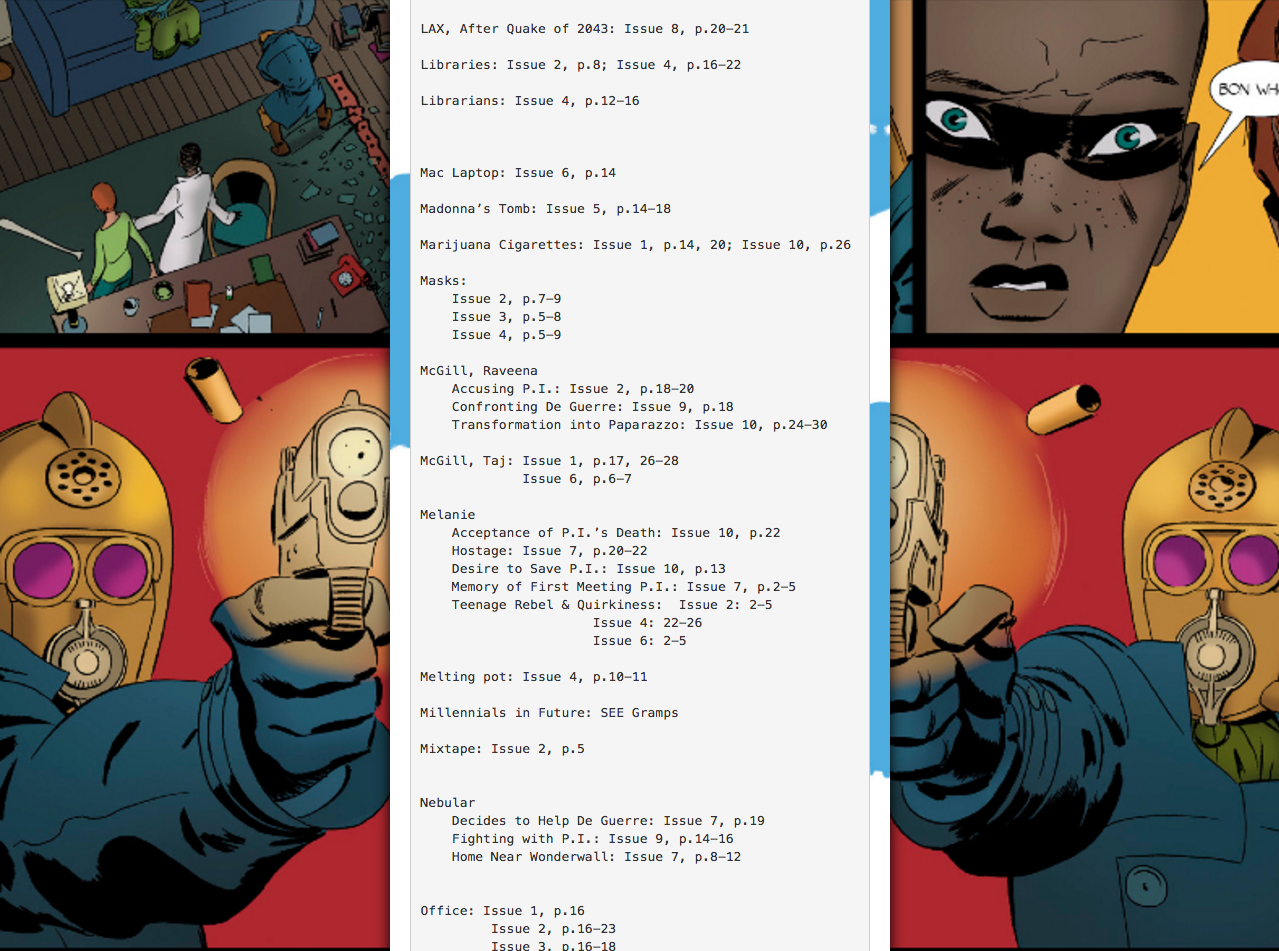 LAX, After Quake of 2043: Issue 8, p.20–21
Libraries: Issue 2, p.8; Issue 4, p.16–22
Librarians: Issue 4, p.12–16
Mac Laptop: Issue 6, p.14
Madonna’s Tomb: Issue 5, p.14–18
Marijuana Cigarettes: Issue 1, p.14, 20; Issue 10, p.26
Masks:
Issue 2, p.7–9
Issue 3, p.5–8
Issue 4, p.5–9
McGill, Raveena
Accusing P.I.: Issue 2, p.18–20
Confronting De Guerre: Issue 9, p.18
Transformation into Paparazzo: Issue 10, p.24–30
McGill, Taj: Issue 1, p.17, 26–28
Issue 6, p.6–7
Melanie
Acceptance of P.I.’s Death: Issue 10, p.22
Hostage: Issue 7, p.20–22
Desire to Save P.I.: Issue 10, p.13
Memory of First Meeting P.I.: Issue 7, p.2–5
Teenage Rebel & Quirkiness:  Issue 2: 2–5
Issue 4: 22–26
Issue 6: 2–5
Melting pot: Issue 4, p.10–11
Millennials in Future: SEE Gramps
Mixtape: Issue 2, p.5
Nebular
Decides to Help De Guerre: Issue 7, p.19
Fighting with P.I.: Issue 9, p.14–16
Home Near Wonderwall: Issue 7, p.8–12
Office: Issue 1, p.16
Issue 2, p.16–23
Issue 3, p.16–18
BON